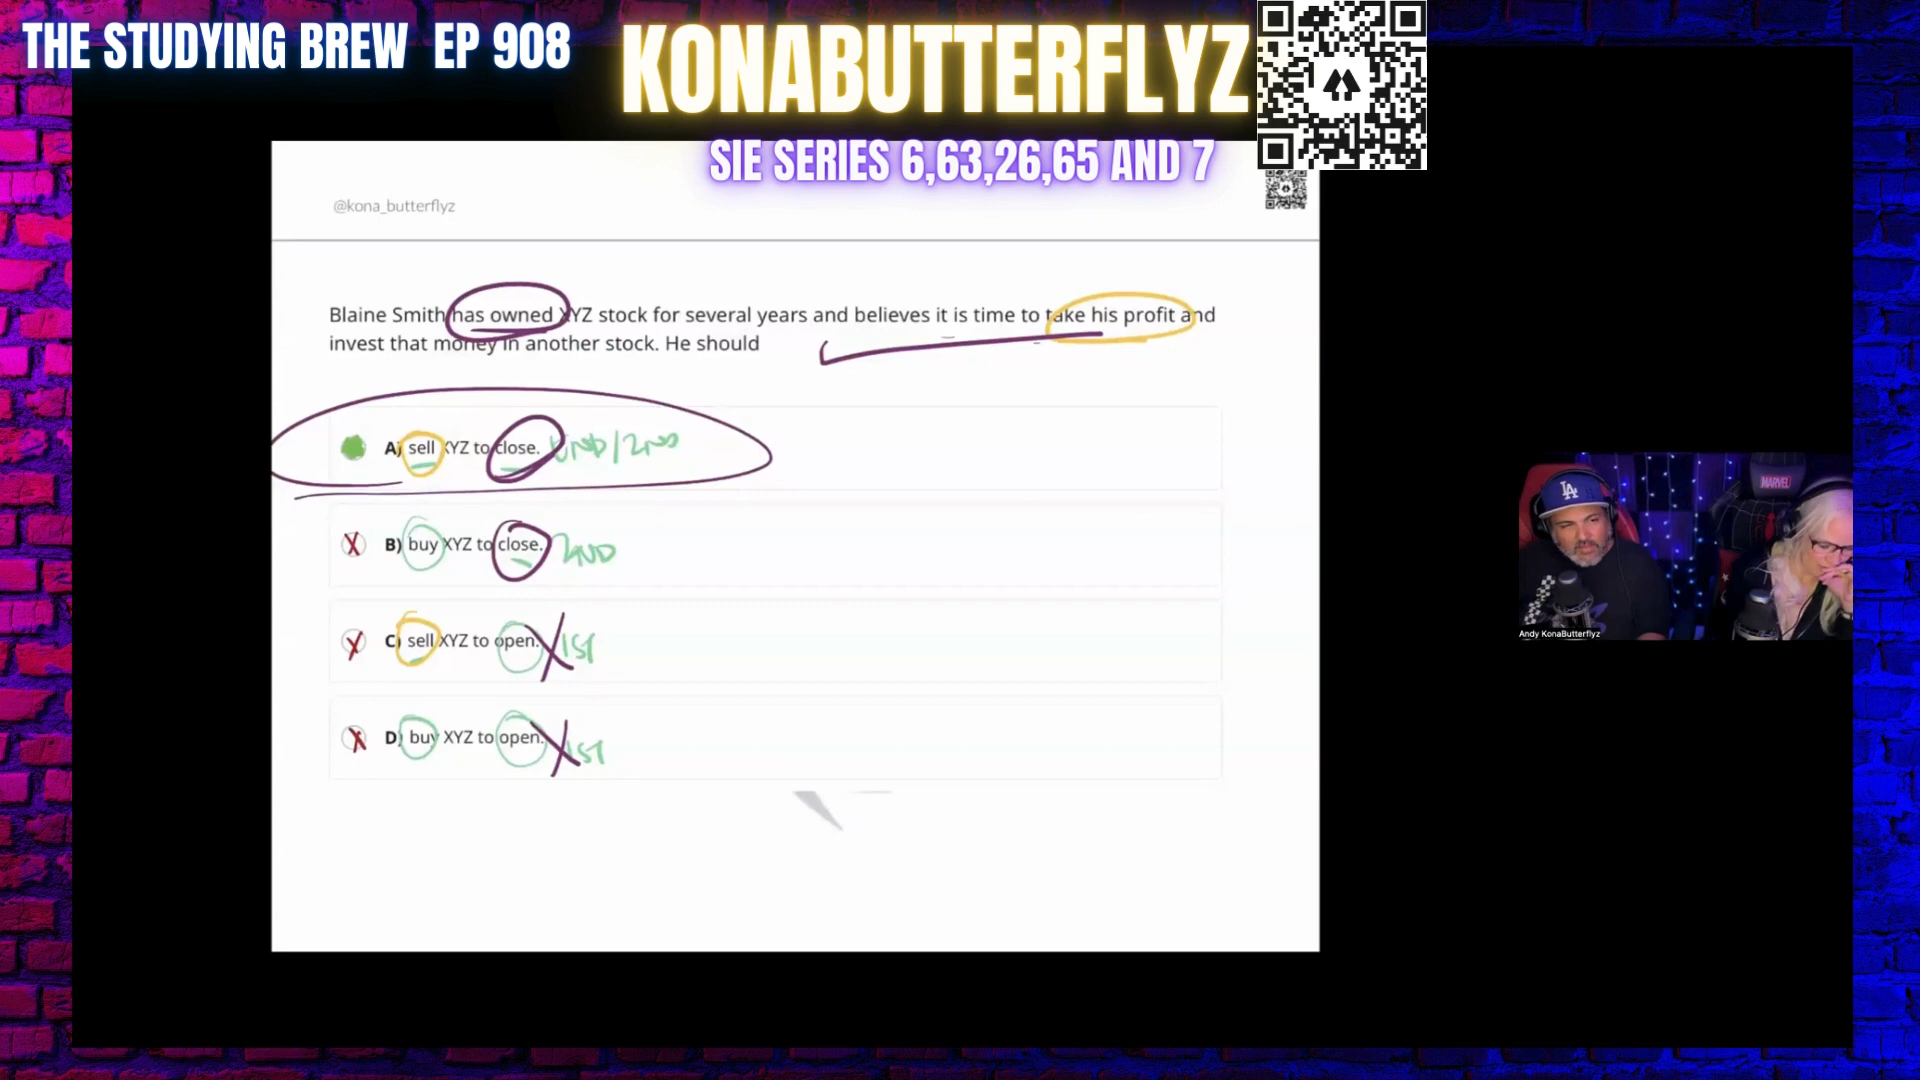 THE STUDYING BREW EP 908
KONABUTTERFLYZ
SIE SERIES 6,63,26,65 AND 7
@kona_butterflyz
Blaine Smith has owned XYZ stock for several years and believes it is time to take his profit and
invest that money in another stock. He should
A) sell XYZ to close. 2ND
B) buy XYZ to close. 2ND
C) sell XYZ to open. 1ST
D) buy XYZ to open. 1ST
LA
MARVEL
Andy KonaButterflyz